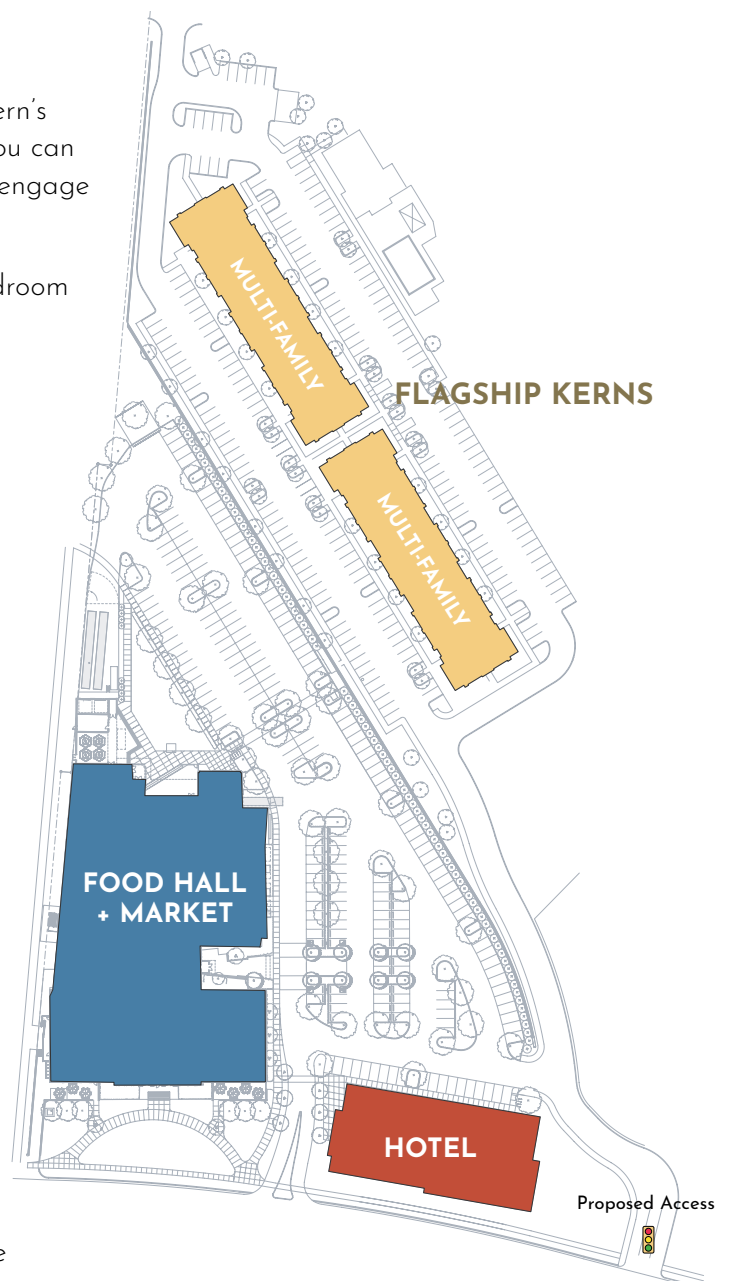 ern's
ou can
engage
droom
MULTI-FAMILY
FLAGSHIP KERNS
MULTI-FAMILY
FOOD HALL
+ MARKET
HOTEL
Proposed Access
e